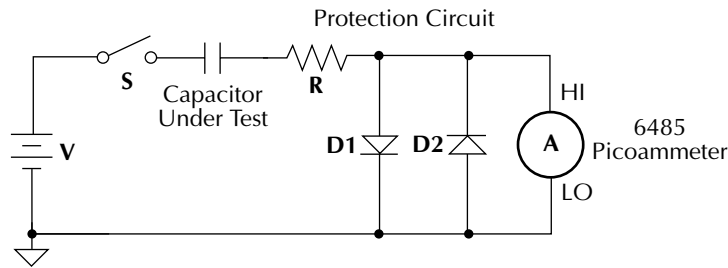 Protection Circuit
S
Capacitor
Under Test
R
V
D1
D2
HI
A
LO
6485
Picoammeter